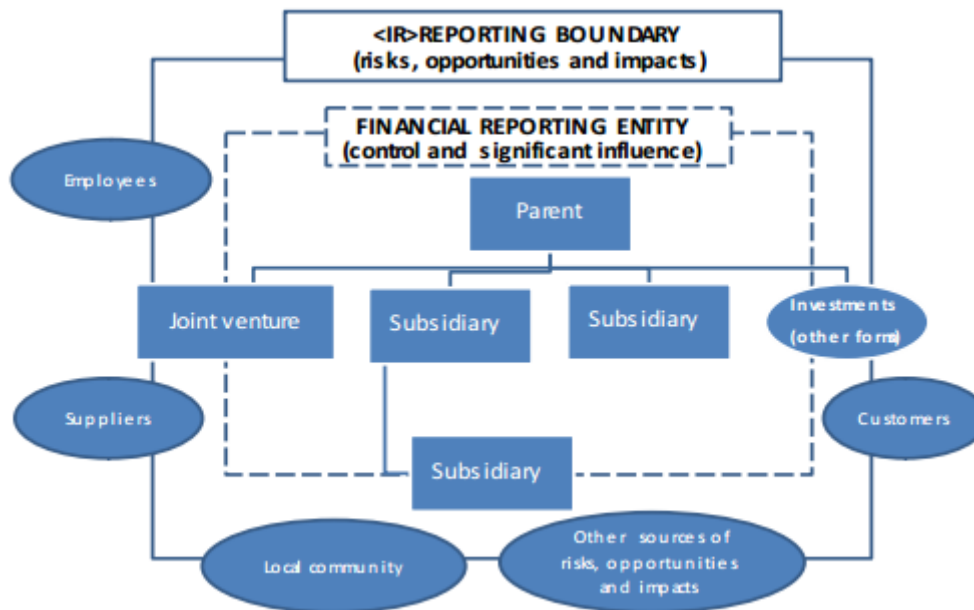 <IR>REPORTING BOUNDARY
(risks, opportunities and impacts)
FINANCIAL REPORTING ENTITY
(control and significant influence)
Employees
Parent
Joint venture
Subsidiary
Subsidiary
Investments
(other forms)
Suppliers
Customers
Subsidiary
Local community
Other sources of
risks, opportunities
and impacts